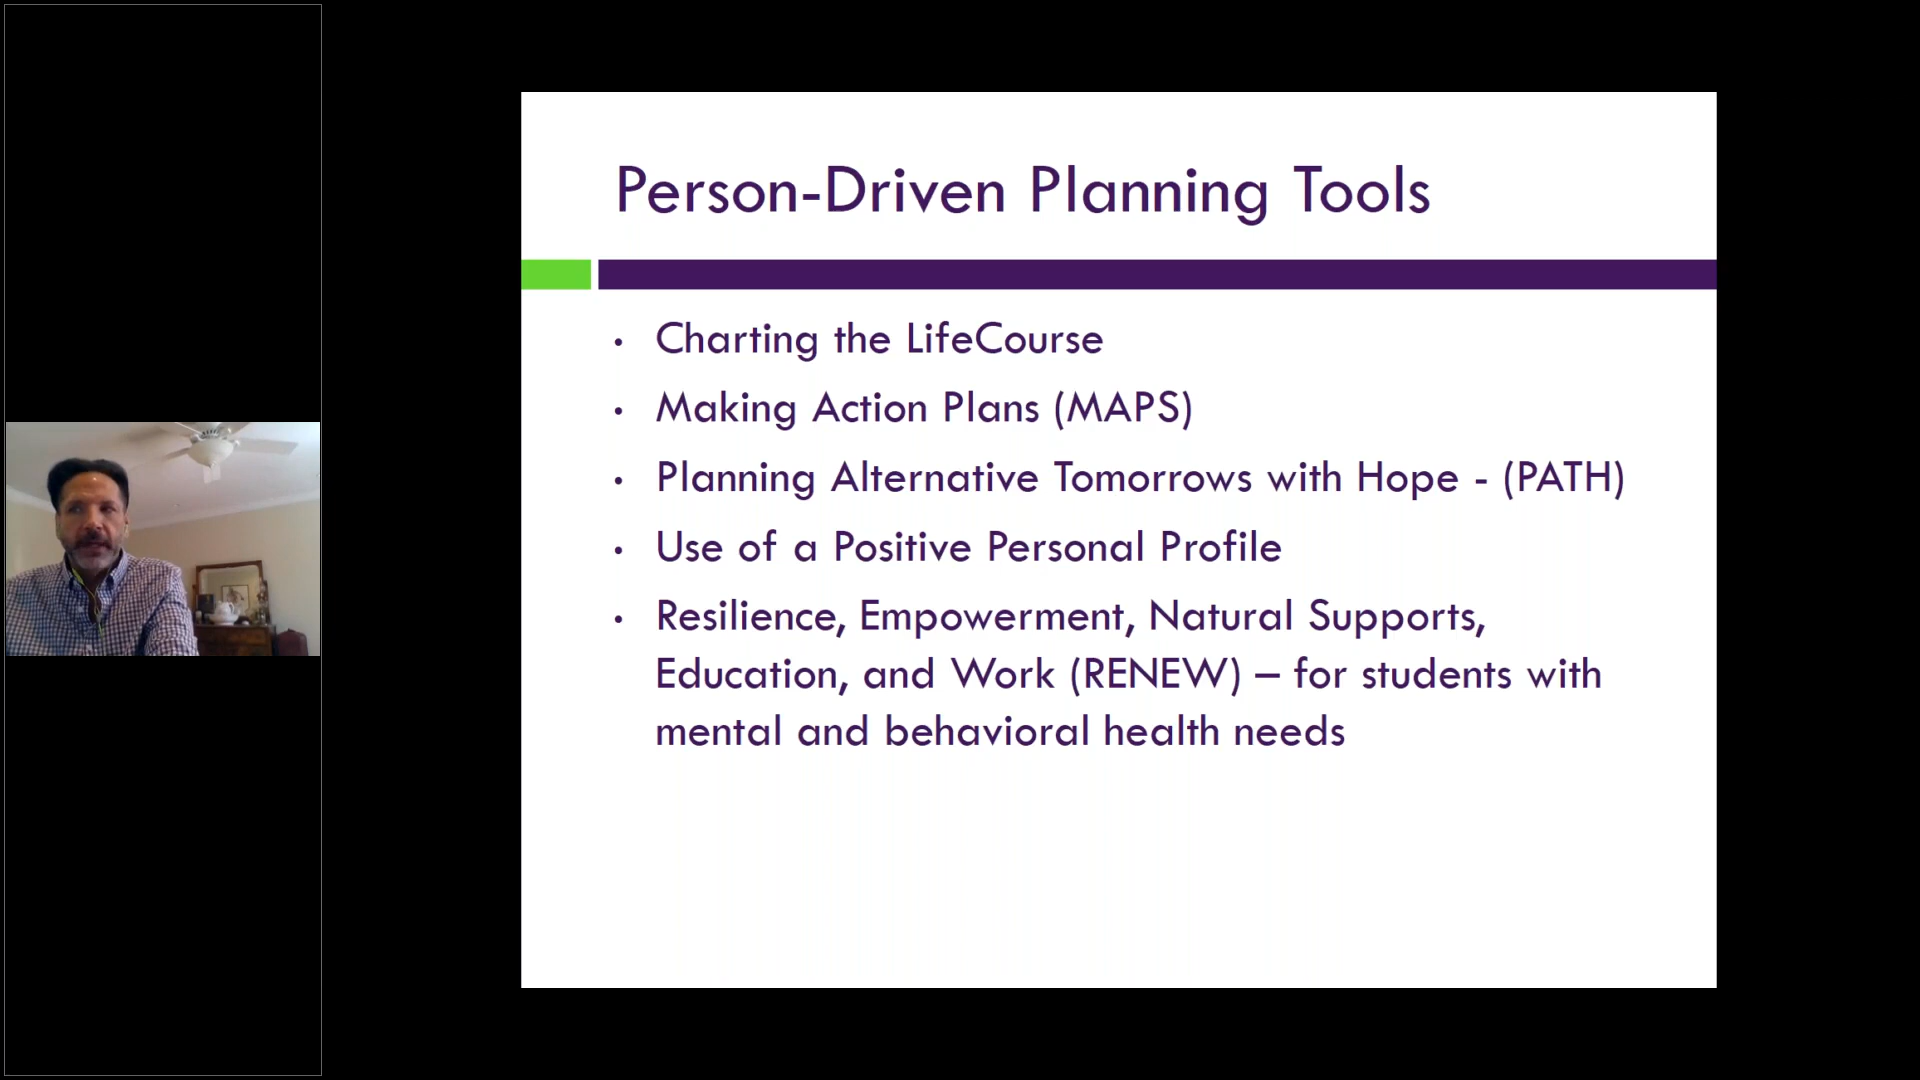 Person-Driven Planning Tools
• Charting the LifeCourse
• Making Action Plans (MAPS)
• Planning Alternative Tomorrows with Hope - (PATH)
• Use of a Positive Personal Profile
• Resilience, Empowerment, Natural Supports,
Education, and Work (RENEW) – for students with
mental and behavioral health needs